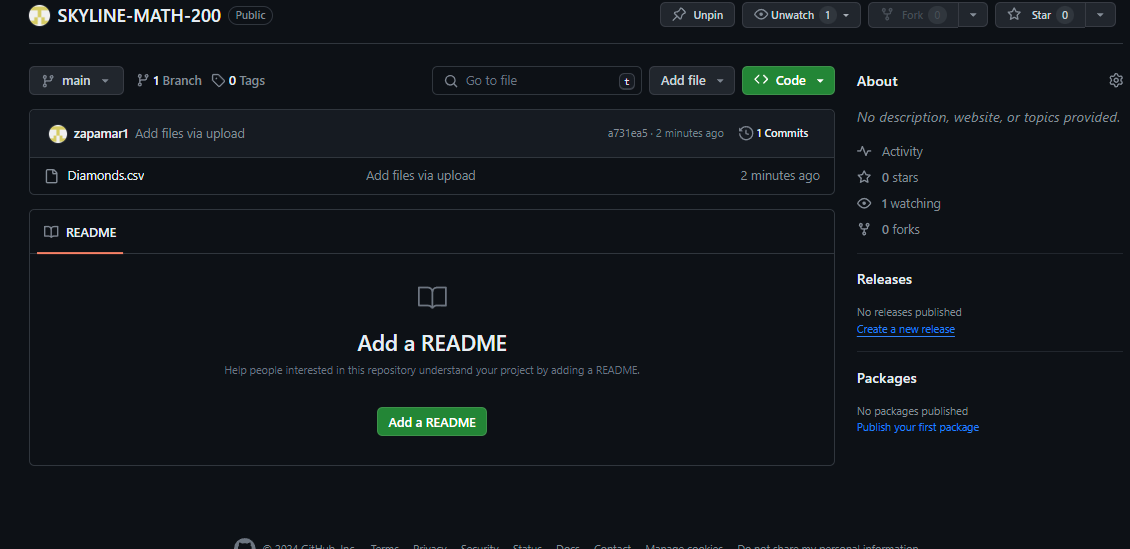 SKYLINE-MATH-200 Public Unpin Unwatch 1 Fork 0 Star 0
main 1 Branch 0 Tags Go to file t Add file Code
zapamar1 Add files via upload a731ea5 · 2 minutes ago 1 Commits
Diamonds.csv Add files via upload 2 minutes ago
README
Add a README
Help people interested in this repository understand your project by adding a README.
Add a README
About
No description, website, or topics provided.
Activity
0 stars
1 watching
0 forks
Releases
No releases published
Create a new release
Packages
No packages published
Publish your first package
© 2024 GitHub, Inc. Terms Privacy Security Status Docs Contact Manage cookies Do not share my personal information